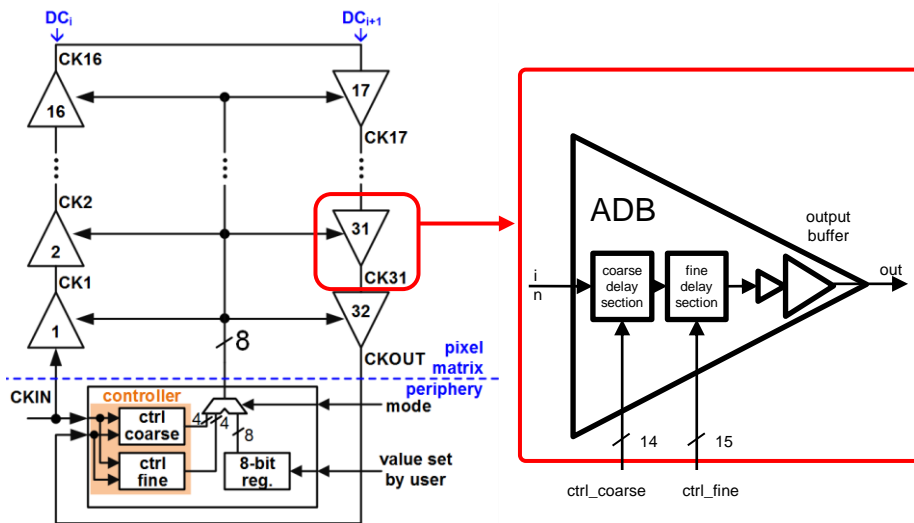 DCi
DCi+1
CK16
16
17
CK17
CK2
2
31
CK1
CK31
1
32
8
CKOUT
pixel
matrix
periphery
CKIN
controller
ctrl
coarse
4
4
mode
8
ctrl
fine
8-bit
reg.
value set
by user
ADB
output
buffer
i
n
coarse
delay
section
fine
delay
section
out
14
15
ctrl_coarse
ctrl_fine